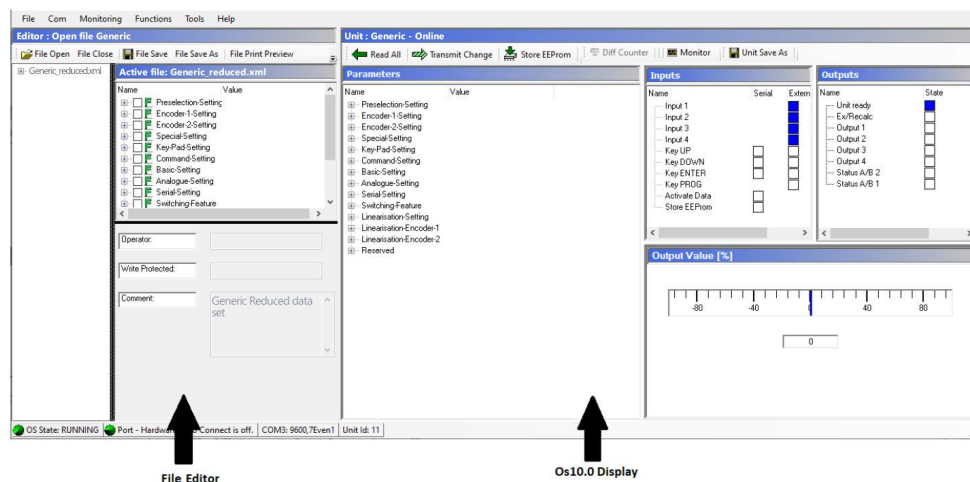 File Com Monitoring Functions Tools Help
Editor : Open file Generic
File Open File Close File Save File Save As File Print Preview
Generic_reduced.xml
Active file: Generic_reduced.xml
Name Value
Preselection-Setting
Encoder-1-Setting
Encoder-2-Setting
Special-Setting
Key-Pad-Setting
Command-Setting
Basic-Setting
Analogue-Setting
Serial-Setting
Switching-Feature
Operator:
Write Protected:
Comment:
Generic Reduced data
set
Unit : Generic - Online
Read All Transmit Change Store EEProm Diff Counter Monitor Unit Save As
Parameters
Name Value
Preselection-Setting
Encoder-1-Setting
Encoder-2-Setting
Special-Setting
Key-Pad-Setting
Command-Setting
Basic-Setting
Analogue-Setting
Serial-Setting
Switching-Feature
Linearisation-Setting
Linearisation-Encoder-1
Linearisation-Encoder-2
Reserved
Inputs
Name Serial Extern
Input 1
Input 2
Input 3
Input 4
Key UP
Key DOWN
Key ENTER
Key PROG
Activate Data
Store EEProm
Outputs
Name State
Unit ready
Ex/Recalc
Output 1
Output 2
Output 3
Output 4
Status A/B 2
Status A/B 1
Output Value [%]
-80 -40 0 40 80
0
OS State: RUNNING Port - Hardwar Connect is off. COM3: 9600,7Even1 Unit Id: 11
File Editor
Os10.0 Display